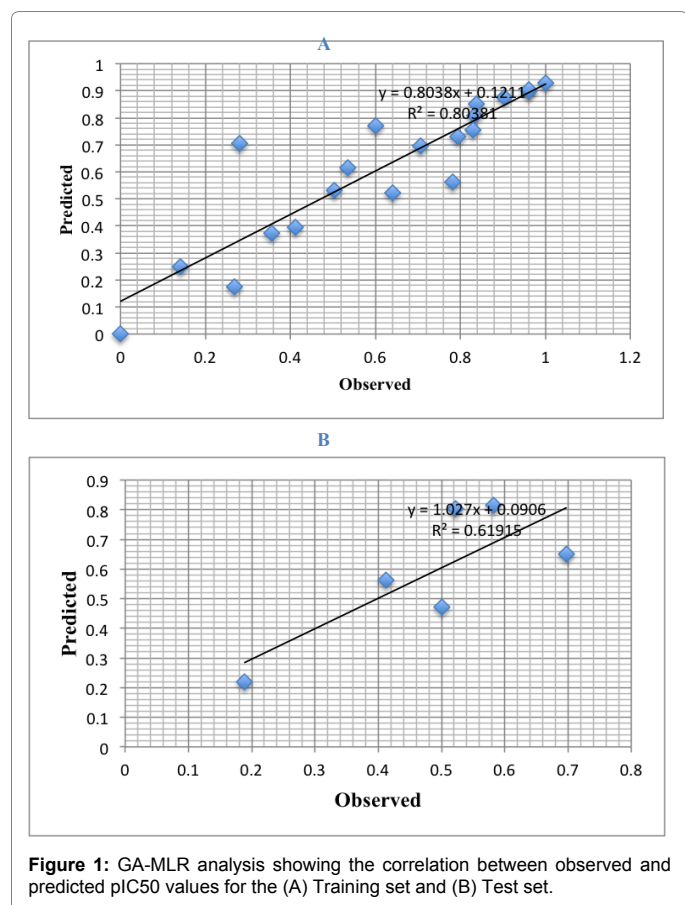 A
1
0.9
0.8
0.7
0.6
0.5
0.4
0.3
0.2
0.1
0
Predicted
y = 0.8038x + 0.1211
R² = 0.80381
0 0.2 0.4 0.6 0.8 1 1.2
Observed
B
0.9
0.8
0.7
0.6
0.5
0.4
0.3
0.2
0.1
0
Predicted
y = 1.027x + 0.0906
R² = 0.61915
0 0.1 0.2 0.3 0.4 0.5 0.6 0.7 0.8
Observed
Figure 1: GA-MLR analysis showing the correlation between observed and
predicted pIC50 values for the (A) Training set and (B) Test set.